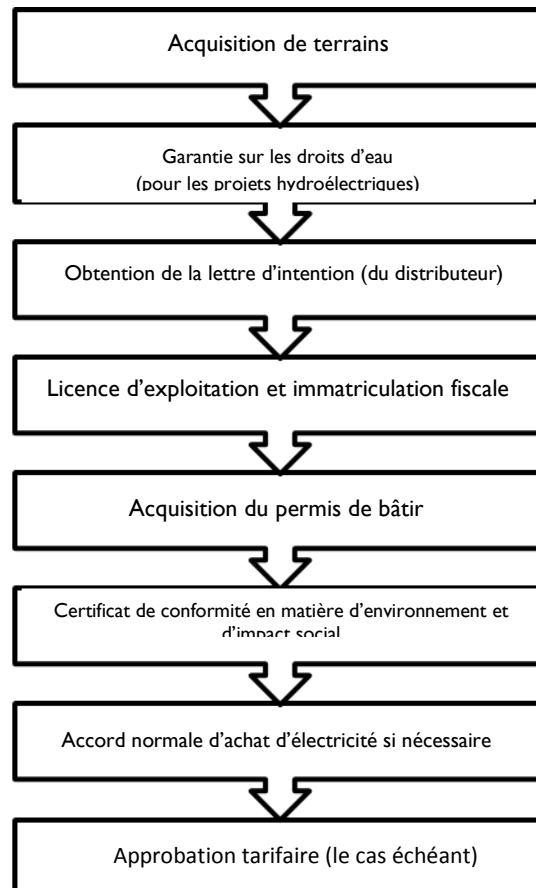 Acquisition de terrains
Garantie sur les droits d'eau
(pour les projets hydroélectriques)
Obtention de la lettre d'intention (du distributeur)
Licence d'exploitation et immatriculation fiscale
Acquisition du permis de bâtir
Certificat de conformité en matière d'environnement et
d'impact social
Accord normale d'achat d'électricité si nécessaire
Approbation tarifaire (le cas échéant)